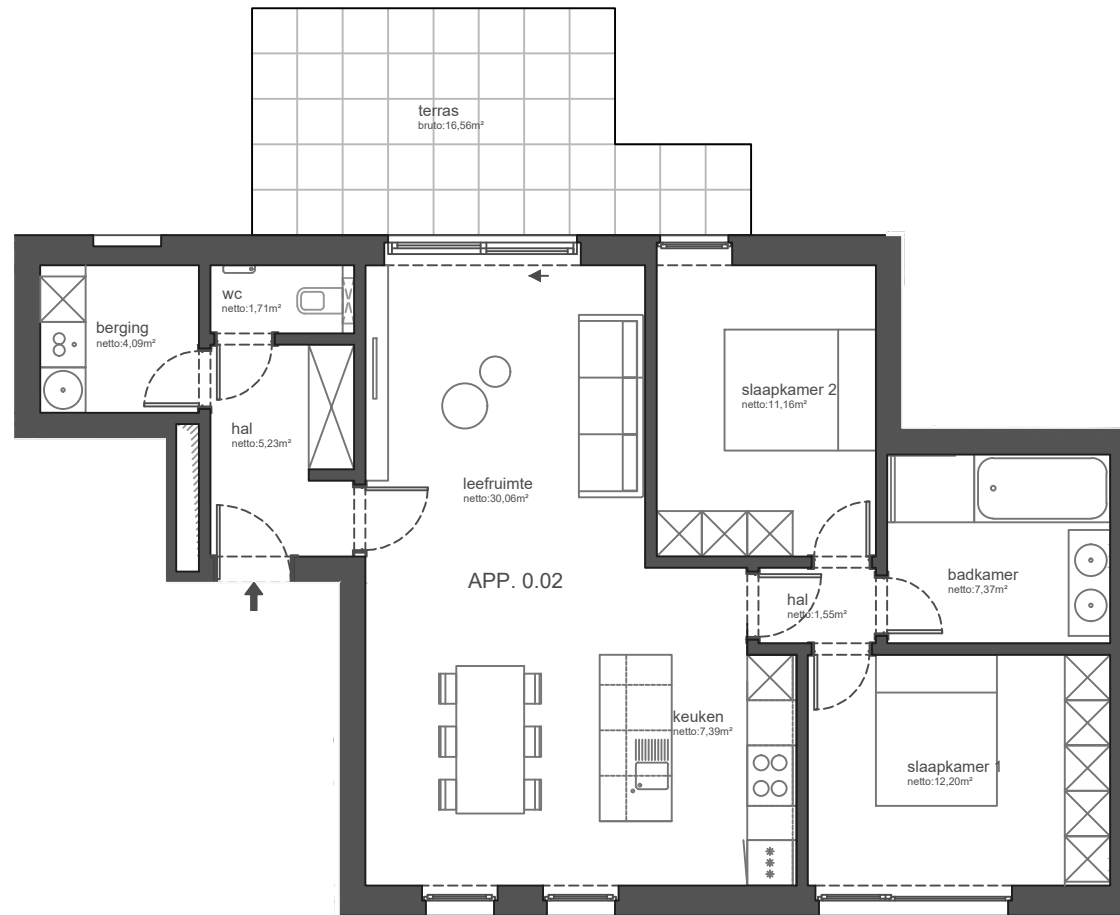 terras
bruto:16,56m²
wc
netto:1,71m²
berging
netto:4,09m²
slaapkamer 2
netto:11,16m²
hal
netto:5,23m²
leefruimte
netto:30,06m²
APP. 0.02
badkamer
netto:7,37m²
hal
netto:1,55m²
keuken
netto:7,39m²
slaapkamer 1
netto:12,20m²